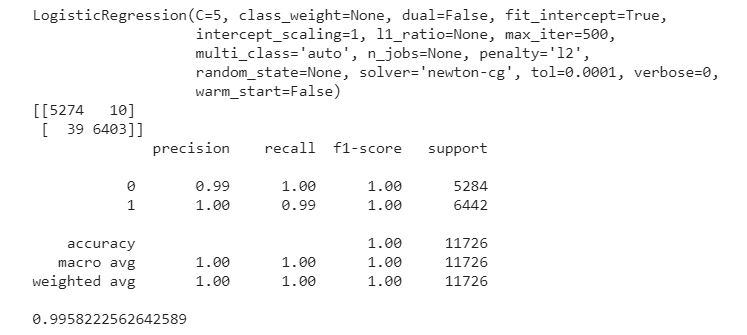 LogisticRegression(C=5, class_weight=None, dual=False, fit_intercept=True,
intercept_scaling=1, l1_ratio=None, max_iter=500,
multi_class='auto', n_jobs=None, penalty='l2',
random_state=None, solver='newton-cg', tol=0.0001, verbose=0,
warm_start=False)
[[5274   10]
[  39 6403]]
precision    recall  f1-score   support
0       0.99      1.00      1.00      5284
1       1.00      0.99      1.00      6442
accuracy                           1.00     11726
macro avg       1.00      1.00      1.00     11726
weighted avg       1.00      1.00      1.00     11726
0.9958222562642589